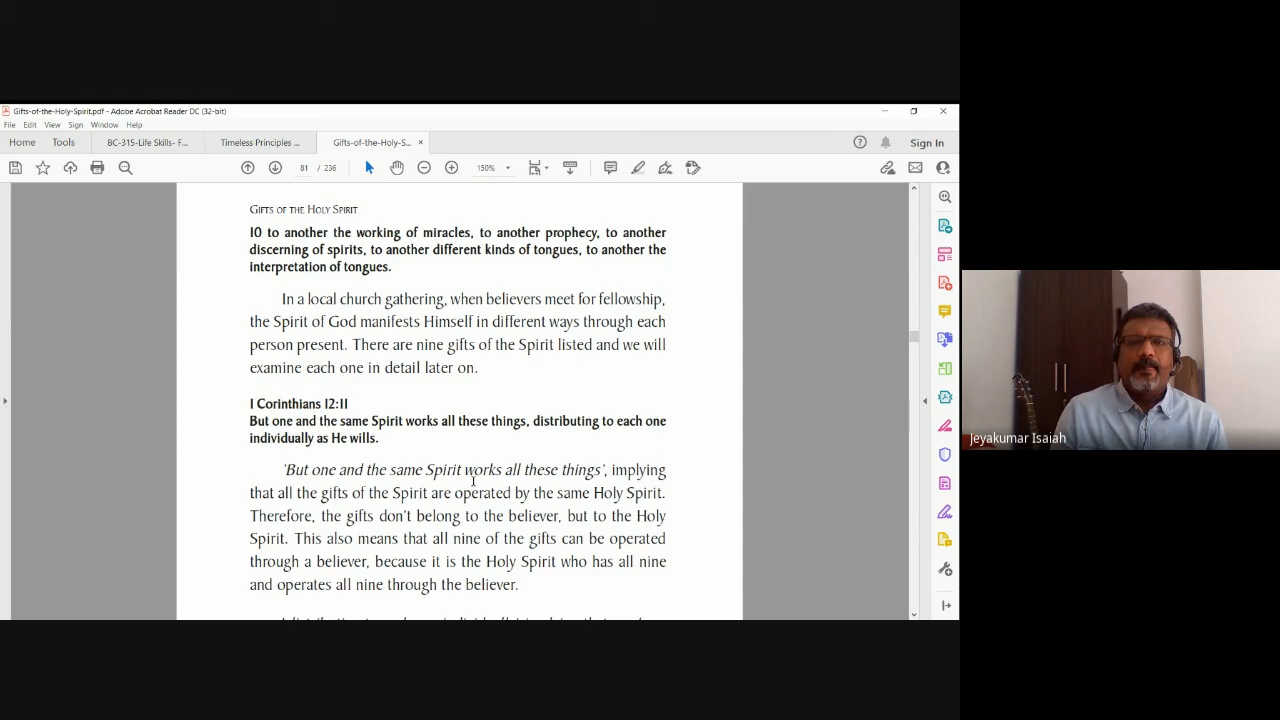 Gifts-of-the-Holy-Spirit.pdf - Adobe Acrobat Reader DC (32-bit)
File Edit View Sign Window Help
Home Tools BC-315-Life Skills- F... Timeless Principles ... Gifts-of-the-Holy-S... × Sign In
81 / 236 150%
GIFTS OF THE HOLY SPIRIT
10 to another the working of miracles, to another prophecy, to another
discerning of spirits, to another different kinds of tongues, to another the
interpretation of tongues.
In a local church gathering, when believers meet for fellowship,
the Spirit of God manifests Himself in different ways through each
person present. There are nine gifts of the Spirit listed and we will
examine each one in detail later on.
1 Corinthians 12:11
But one and the same Spirit works all these things, distributing to each one
individually as He wills.
'But one and the same Spirit works all these things', implying
that all the gifts of the Spirit are operated by the same Holy Spirit.
Therefore, the gifts don't belong to the believer, but to the Holy
Spirit. This also means that all nine of the gifts can be operated
through a believer, because it is the Holy Spirit who has all nine
and operates all nine through the believer.
Jeyakumar Isaiah